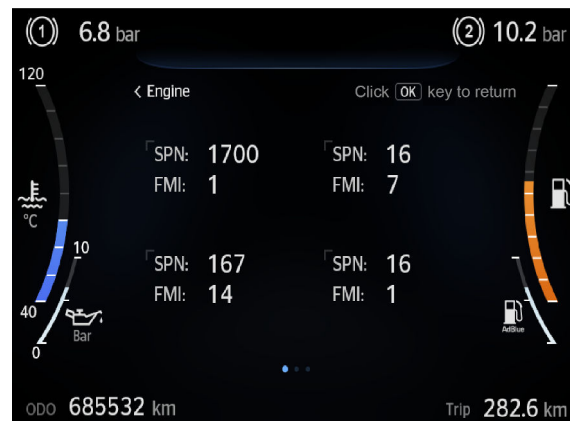 (1) 6.8 bar
(2) 10.2 bar
120
< Engine
Click OK key to return
SPN: 1700
FMI: 1
SPN: 16
FMI: 7
°C
10
SPN: 167
FMI: 14
SPN: 16
FMI: 1
40
Bar
AdBlue
0
ODO 685532 km
Trip 282.6 km